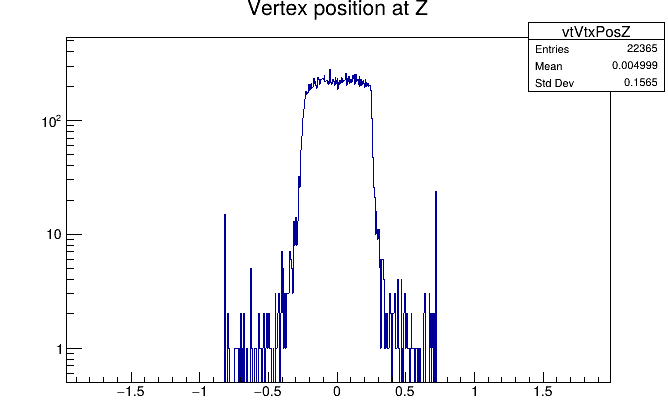 Vertex position at Z
vtVtxPosZ
Entries 22365
Mean 0.004999
Std Dev 0.1565
10²
10
1
−1.5 −1 −0.5 0 0.5 1 1.5